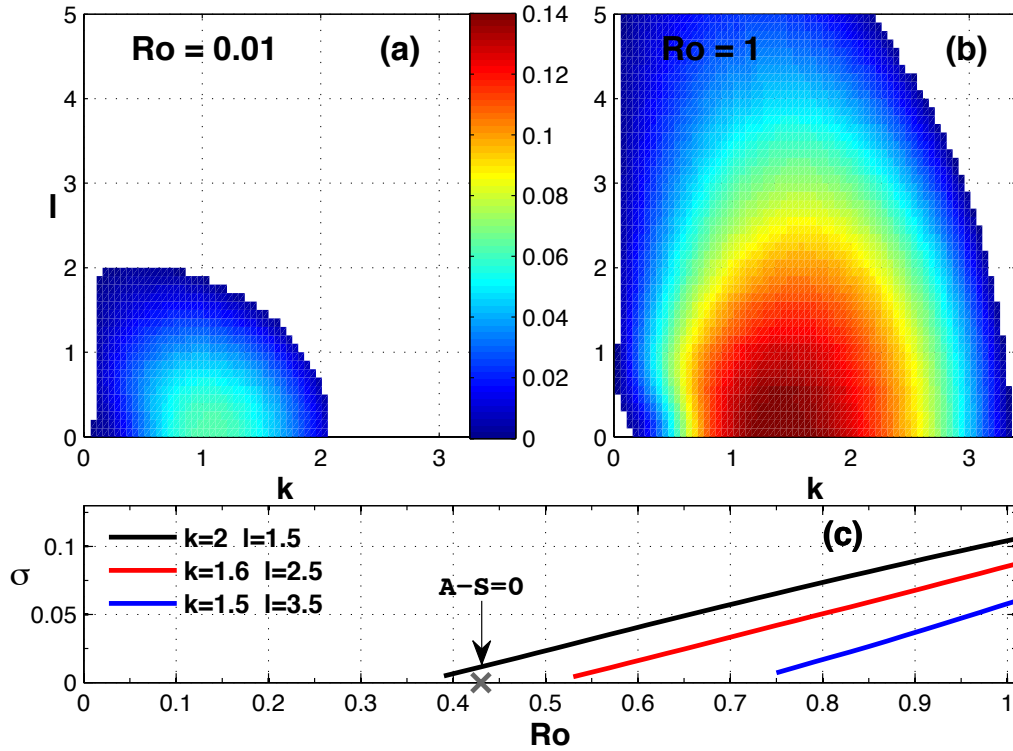 Ro = 0.01 (a)
5
4
3
2
1
0
l
0 1 2 3
k
0.14
0.12
0.1
0.08
0.06
0.04
0.02
0
Ro = 1 (b)
5
4
3
2
1
0
0 1 2 3
k
(c)
0.1
0.05
0
σ
k=2 l=1.5
k=1.6 l=2.5
k=1.5 l=3.5
A-S=0
0 0.1 0.2 0.3 0.4 0.5 0.6 0.7 0.8 0.9 1
Ro